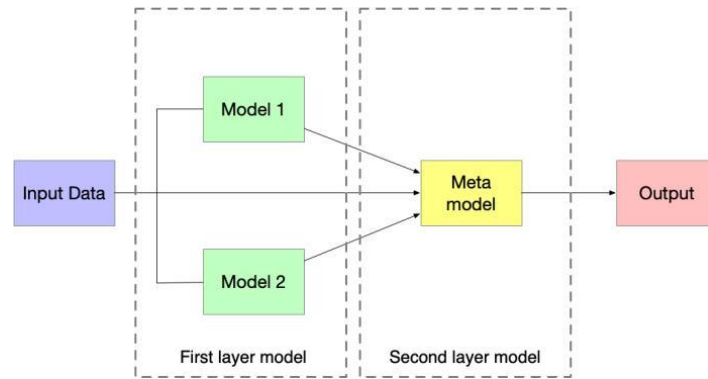 Model 1
Input Data
Meta
model
Output
Model 2
First layer model
Second layer model